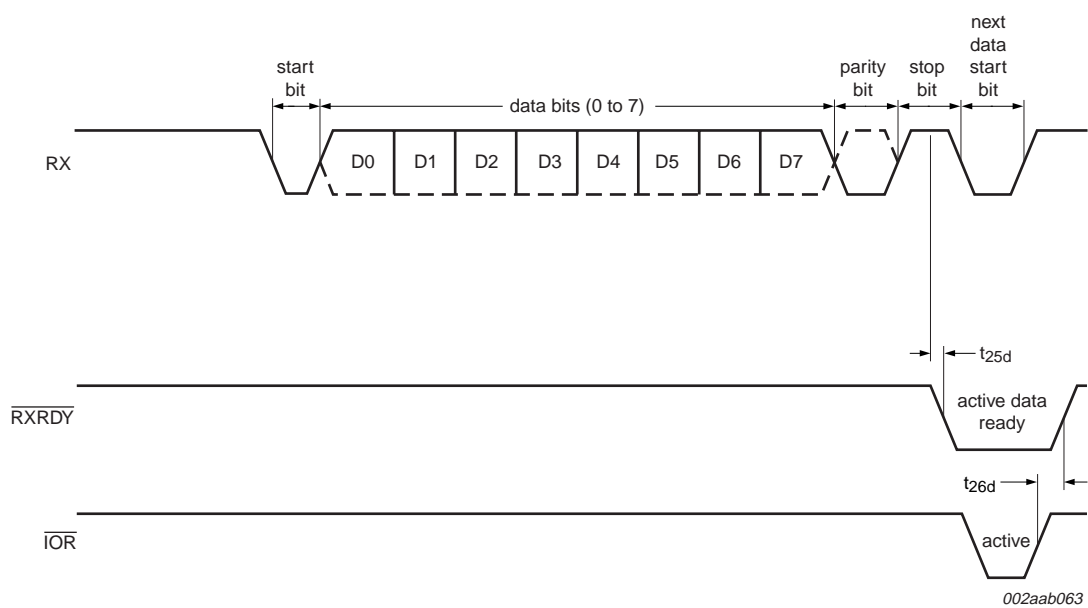 next
data
start
bit
start
bit
parity
bit
stop
bit
data bits (0 to 7)
RX
D0 D1 D2 D3 D4 D5 D6 D7
t25d
RXRDY
active data
ready
t26d
IOR
active
002aab063